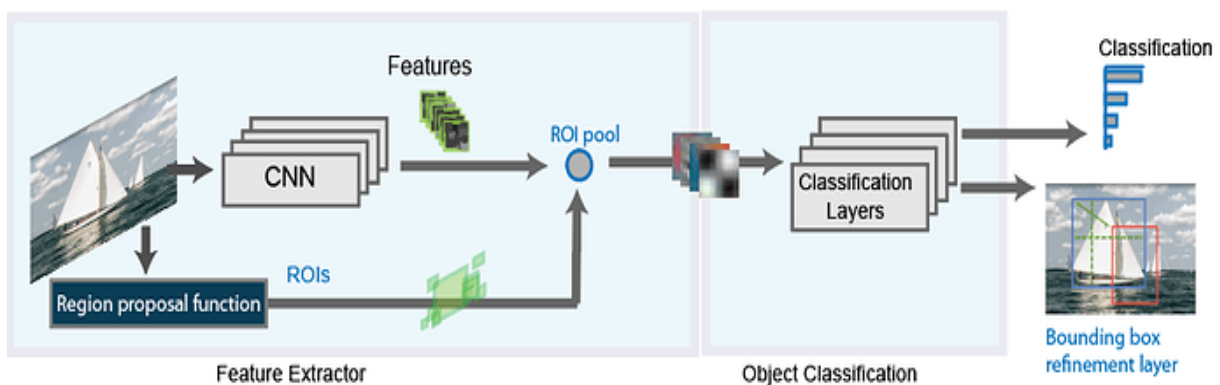 Classification
Features
ROI pool
CNN
Classification
Layers
ROIs
Region proposal function
Bounding box
refinement layer
Feature Extractor
Object Classification